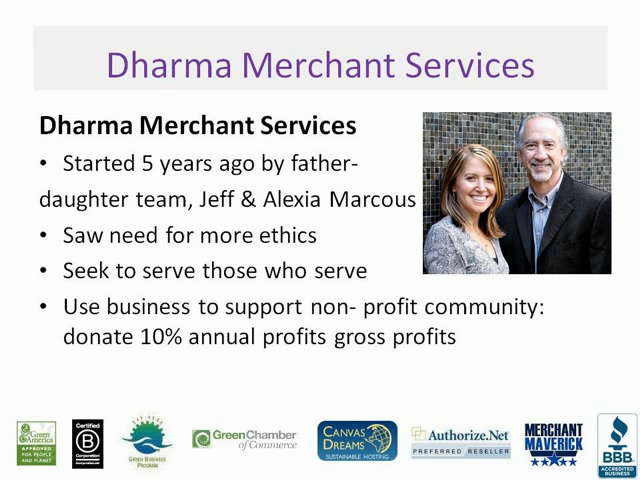 Dharma Merchant Services
Dharma Merchant Services
• Started 5 years ago by father-
daughter team, Jeff & Alexia Marcous
• Saw need for more ethics
• Seek to serve those who serve
• Use business to support non- profit community:
donate 10% annual profits gross profits
Green America
APPROVED
FOR PEOPLE
AND PLANET
Certified
B
Corporation
BAY AREA
GREEN BUSINESS
PROGRAM
GreenChamber
of Commerce
CANVAS
DREAMS
SUSTAINABLE HOSTING
Authorize.Net
PREFERRED RESELLER
MERCHANT
MAVERICK
BBB
ACCREDITED
BUSINESS